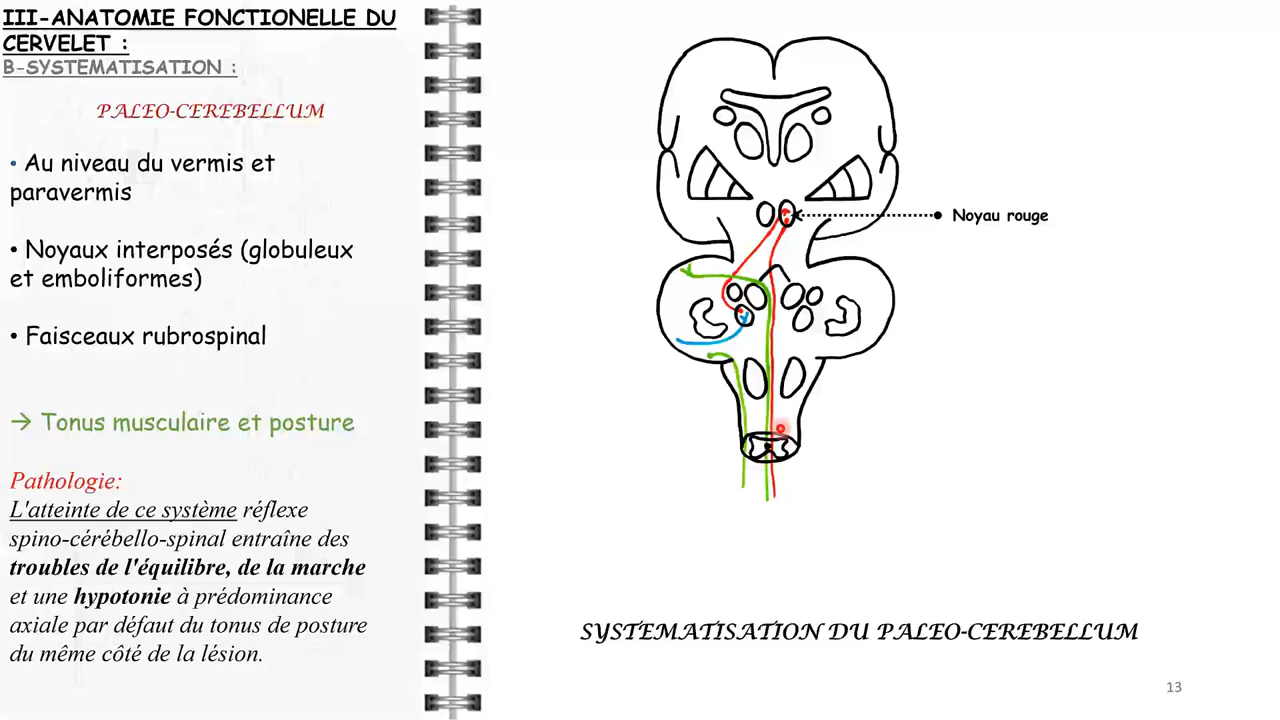 III-ANATOMIE FONCTIONELLE DU
CERVELET :
B-SYSTEMATISATION :
PALEO-CEREBELLUM
• Au niveau du vermis et
paravermis
• Noyaux interposés (globuleux
et emboliformes)
• Faisceaux rubrospinal
→ Tonus musculaire et posture
Pathologie:
L'atteinte de ce système réflexe
spino-cérébello-spinal entraîne des
troubles de l'équilibre, de la marche
et une hypotonie à prédominance
axiale par défaut du tonus de posture
du même côté de la lésion.
Noyau rouge
SYSTEMATISATION DU PALEO-CEREBELLUM
13